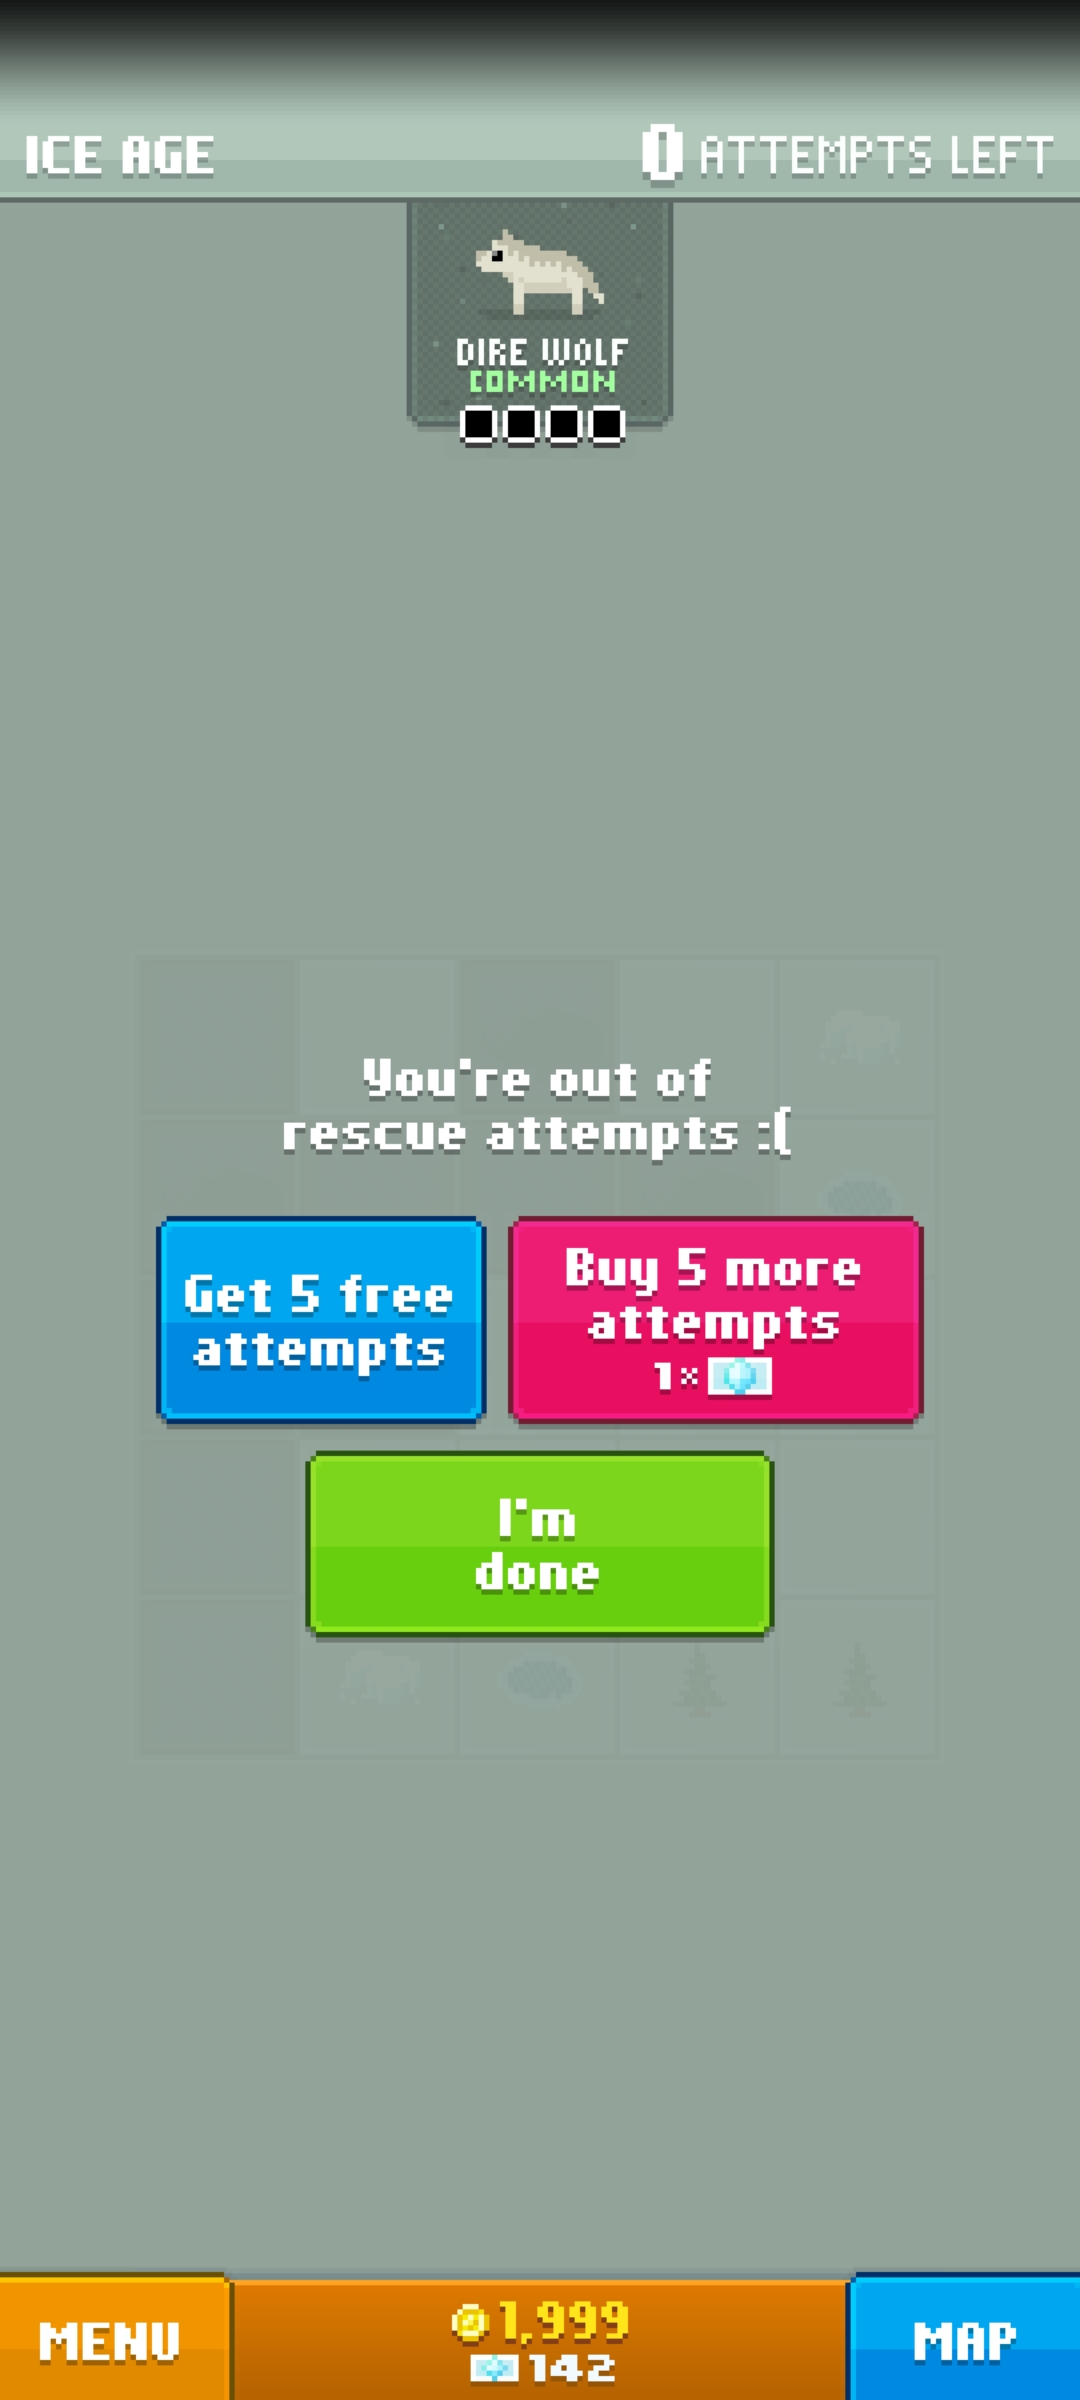 ICE AGE
0 ATTEMPTS LEFT
DIRE WOLF
COMMON
You're out of
rescue attempts :(
Get 5 free
attempts
Buy 5 more
attempts
1×
I'm
done
MENU
1,999
142
MAP